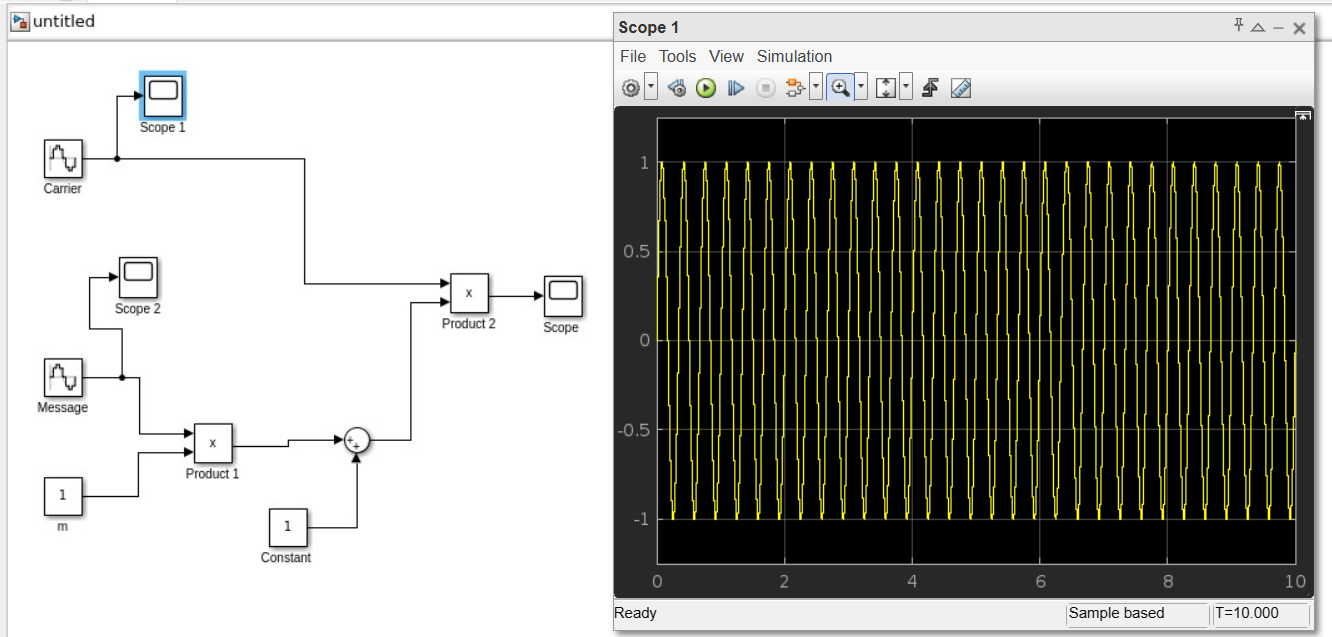 untitled
Scope 1
Carrier
Scope 2
Message
x
Product 1
1
m
+
+
1
Constant
x
Product 2
Scope
Scope 1
File Tools View Simulation
1
0.5
0
-0.5
-1
0 2 4 6 8 10
Ready
Sample based
T=10.000